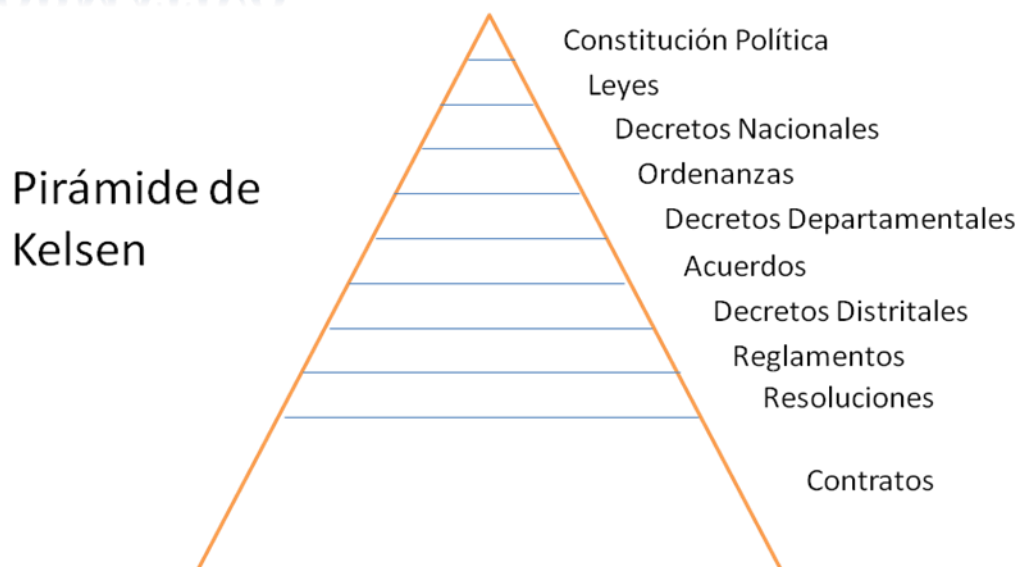 Constitución Política
Leyes
Decretos Nacionales
Ordenanzas
Pirámide de
Kelsen
Decretos Departamentales
Acuerdos
Decretos Distritales
Reglamentos
Resoluciones
Contratos